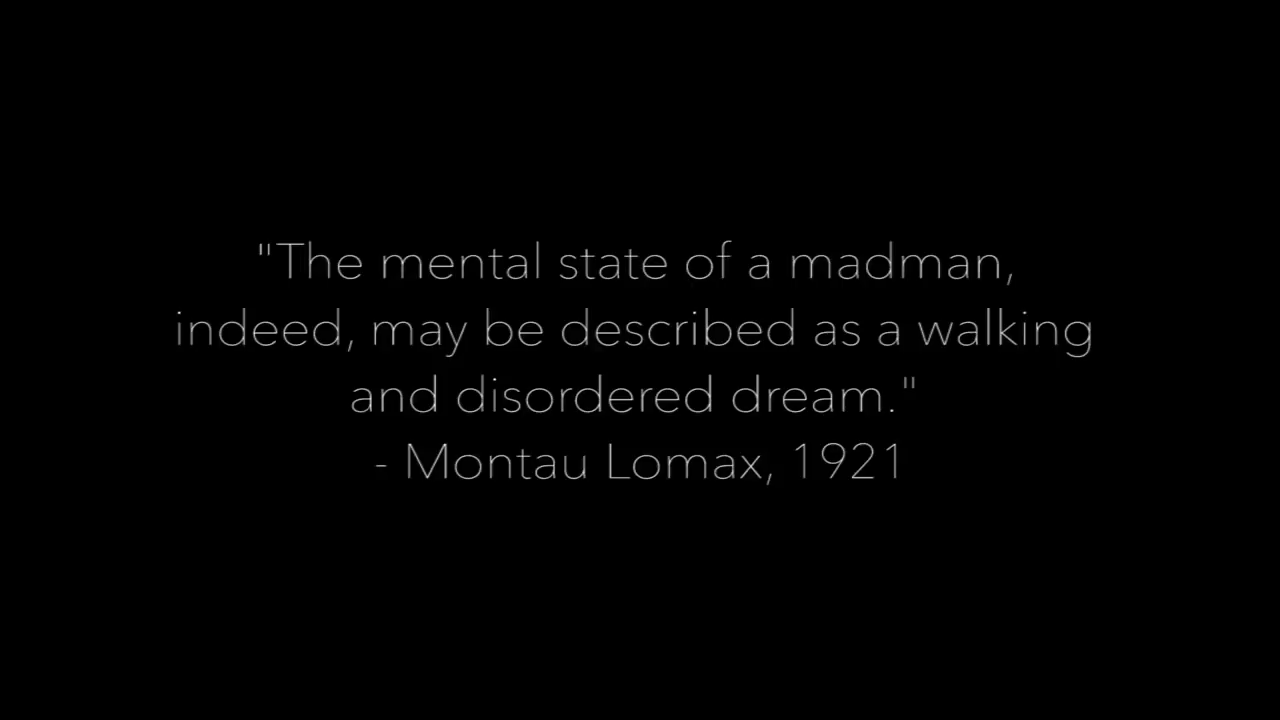 "The mental state of a madman,
indeed, may be described as a walking
and disordered dream."
- Montau Lomax, 1921